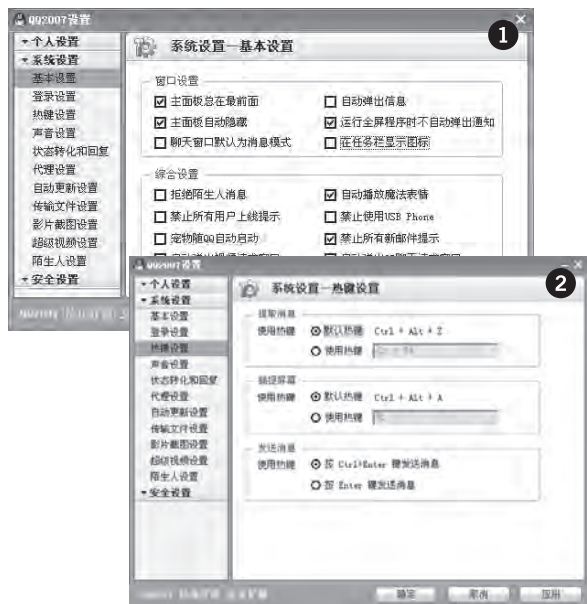 QQ2007设置
1
个人设置
系统设置
基本设置
登录设置
热键设置
声音设置
状态转化和回复
代理设置
自动更新设置
传输文件设置
影片截图设置
超级视频设置
陌生人设置
安全设置
系统设置—基本设置
窗口设置
主面板总在最前面
自动弹出信息
主面板自动隐藏
运行全屏程序时不自动弹出通知
聊天窗口默认为消息模式
在任务栏显示图标
综合设置
拒绝陌生人消息
自动播放魔法表情
禁止所有用户上线提示
禁止使用USB Phone
宠物随QQ自动启动
禁止所有新邮件提示
QQ2007设置
2
个人设置
系统设置
基本设置
登录设置
热键设置
声音设置
状态转化和回复
代理设置
自动更新设置
传输文件设置
影片截图设置
超级视频设置
陌生人设置
安全设置
系统设置—热键设置
提取消息
使用热键 默认热键 Ctrl + Alt + Z
使用热键
捕捉屏幕
使用热键 默认热键 Ctrl + Alt + A
使用热键
发送消息
使用热键 按 Ctrl+Enter 键发送消息
按 Enter 键发送消息
确定 取消 应用